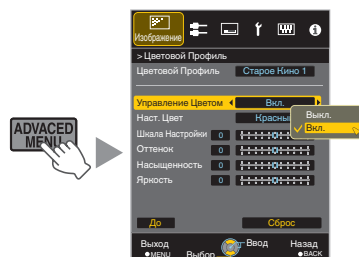 Изображение
> Цветовой Профиль
Цветовой Профиль Старое Кино 1
Управление Цветом Вкл.
Выкл.
Вкл.
Наст. Цвет Красный
Шкала Настройки 0
Оттенок 0
Насыщенность 0
Яркость 0
До Сброс
ADVACED
MENU
Выход Ввод Назад
MENU Выбор BACK